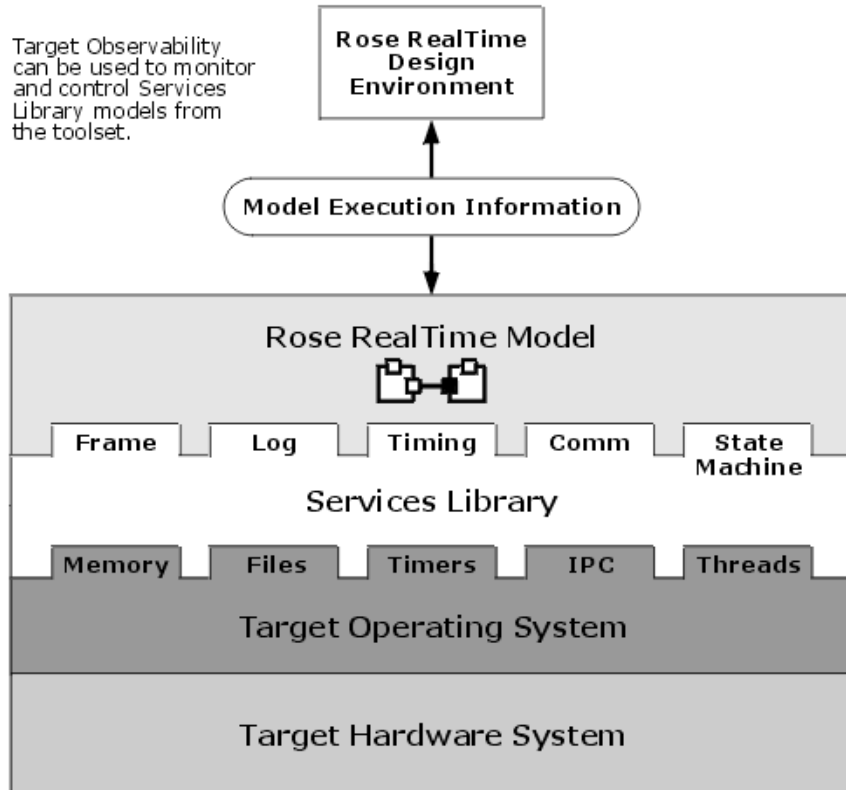 Target Observability
can be used to monitor
and control Services
Library models from
the toolset.
Rose RealTime
Design
Environment
Model Execution Information
Rose RealTime Model
Frame
Log
Timing
Comm
State
Machine
Services Library
Memory
Files
Timers
IPC
Threads
Target Operating System
Target Hardware System